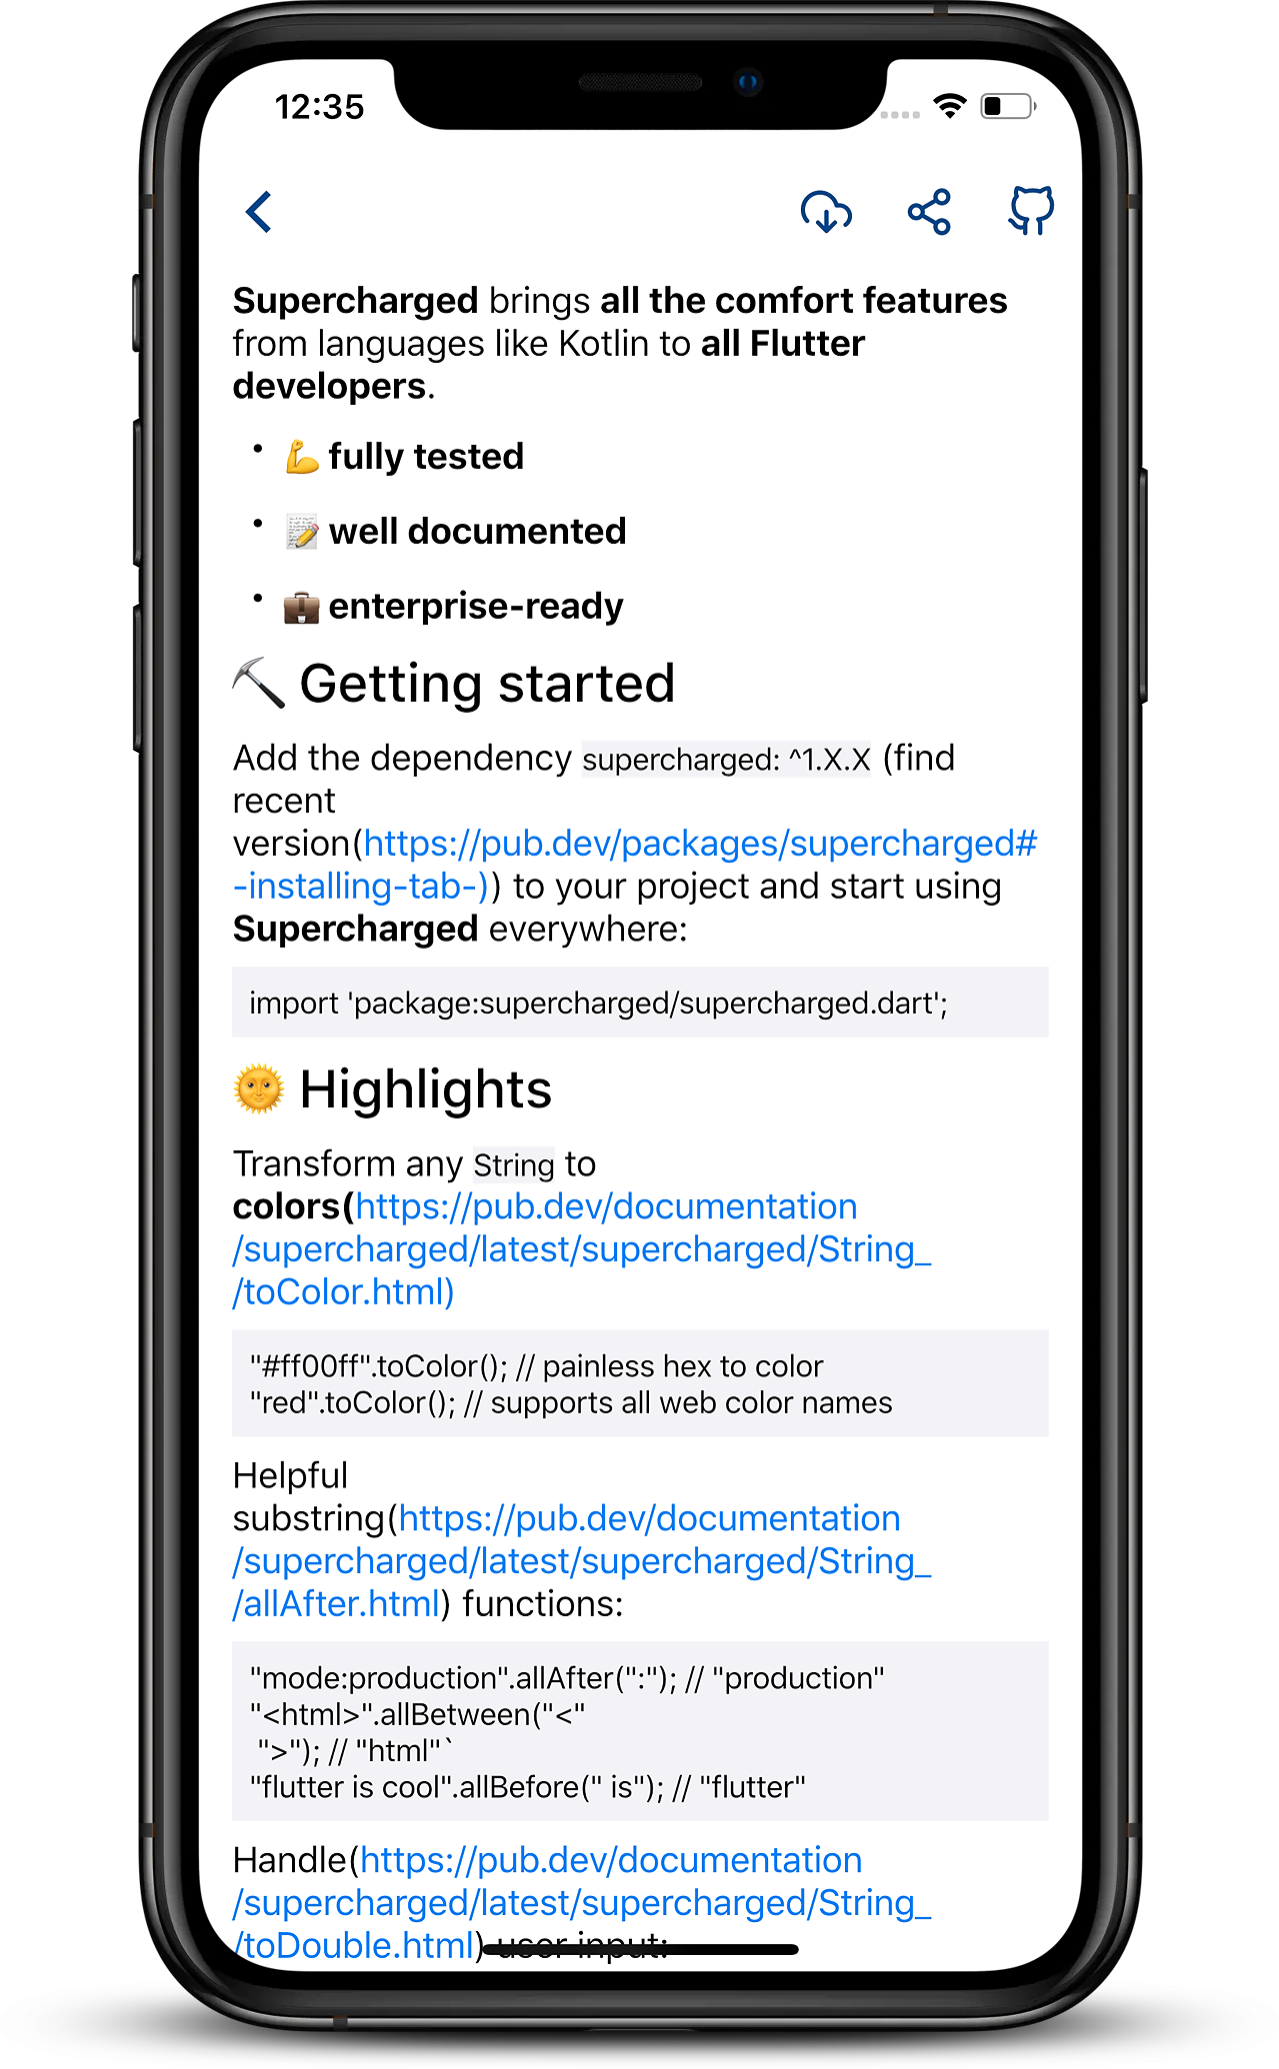 12:35
Supercharged brings all the comfort features
from languages like Kotlin to all Flutter
developers.
• 💪 fully tested
• 📝 well documented
• 💼 enterprise-ready
⛏ Getting started
Add the dependency supercharged: ^1.X.X (find
recent
version(https://pub.dev/packages/supercharged#
-installing-tab-)) to your project and start using
Supercharged everywhere:
import 'package:supercharged/supercharged.dart';
🌞 Highlights
Transform any String to
colors(https://pub.dev/documentation
/supercharged/latest/supercharged/String_
/toColor.html)
"#ff00ff".toColor(); // painless hex to color
"red".toColor(); // supports all web color names
Helpful
substring(https://pub.dev/documentation
/supercharged/latest/supercharged/String_
/allAfter.html) functions:
"mode:production".allAfter(":"); // "production"
"<html>".allBetween("<"
">"); // "html"`
"flutter is cool".allBefore(" is"); // "flutter"
Handle(https://pub.dev/documentation
/supercharged/latest/supercharged/String_
/toDouble.html) user input: